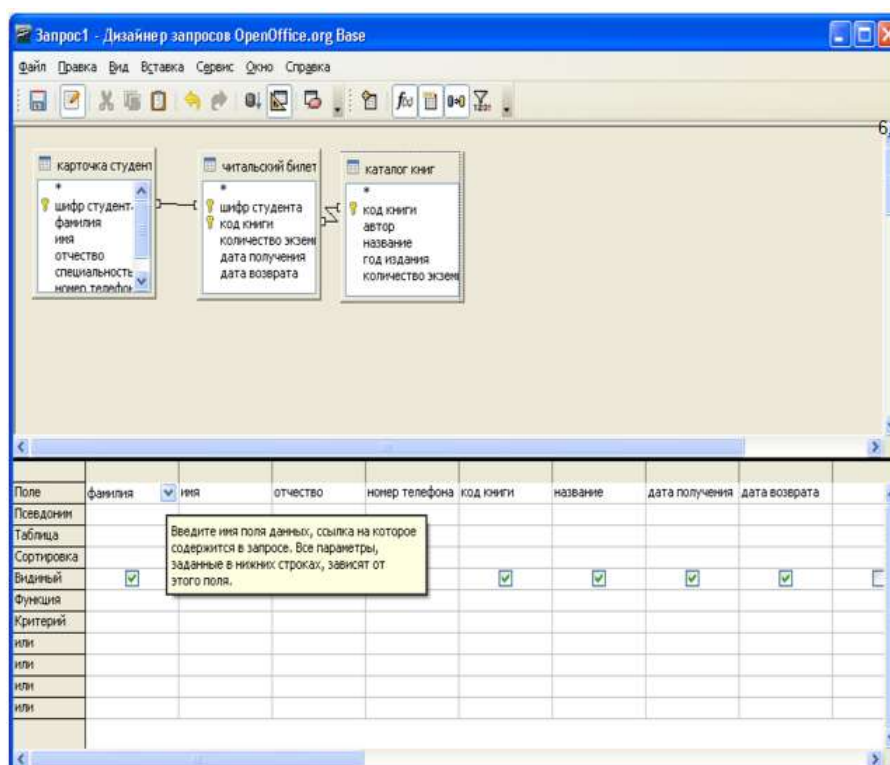 Запрос1 - Дизайнер запросов OpenOffice.org Base
Файл Правка Вид Вставка Сервис Окно Справка
6
карточка студент
*
шифр студент
фамилия
имя
отчество
специальность
номер телефон
читальский билет
*
шифр студента
код книги
количество экзем
дата получения
дата возврата
каталог книг
*
код книги
автор
название
год издания
количество экзем
Поле фамилия имя отчество номер телефона код книги название дата получения дата возврата
Псевдоним
Таблица
Сортировка
Видимый
Функция
Критерий
или
или
или
или
Введите имя поля данных, ссылка на которое
содержится в запросе. Все параметры,
заданные в нижних строках, зависят от
этого поля.